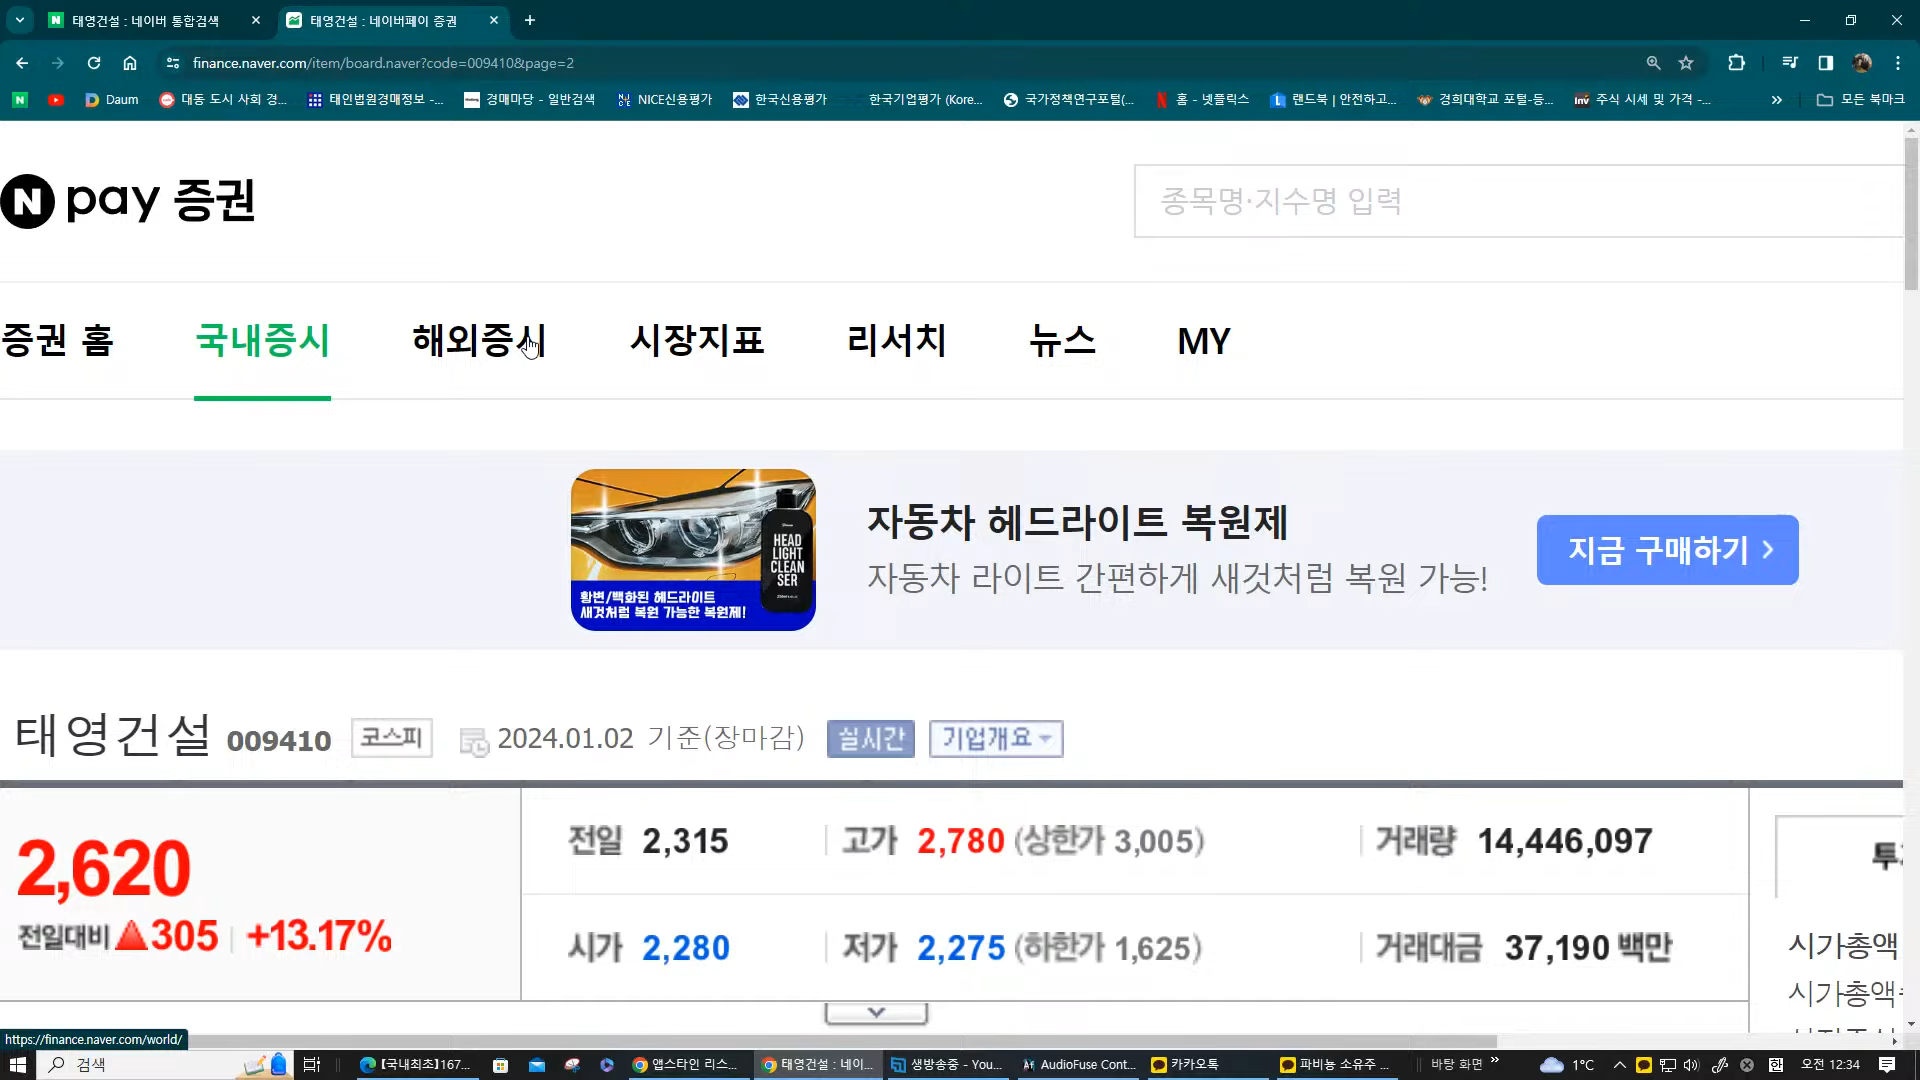 태영건설 : 네이버 통합검색
태영건설 : 네이버페이 증권
finance.naver.com/item/board.naver?code=009410&page=2
Daum
대동 도시 사회 경...
태인법원경매정보 -...
경매마당 - 일반검색
NICE신용평가
한국신용평가
한국기업평가 (Kore...
국가정책연구포털(...
홈 - 넷플릭스
랜드북 | 안전하고...
경희대학교 포털-등...
주식 시세 및 가격 -...
모든 북마크
N pay 증권
종목명·지수명 입력
증권 홈
국내증시
해외증시
시장지표
리서치
뉴스
MY
HEAD
LIGHT
CLEAN
SER
황변/백화된 헤드라이트
새것처럼 복원 가능한 복원제!
자동차 헤드라이트 복원제
자동차 라이트 간편하게 새것처럼 복원 가능!
지금 구매하기
태영건설 009410 코스피 2024.01.02 기준(장마감) 실시간 기업개요
2,620
전일대비 ▲305 +13.17%
전일 2,315
고가 2,780 (상한가 3,005)
거래량 14,446,097
시가 2,280
저가 2,275 (하한가 1,625)
거래대금 37,190 백만
시가총액
시가총액
https://finance.naver.com/world/
검색
【국내최초】167...
앱스타인 리스...
태영건설 : 네이...
생방송중 - You...
AudioFuse Cont...
카카오톡
파비뇽 소유주 ...
바탕 화면
1°C
한
오전 12:34